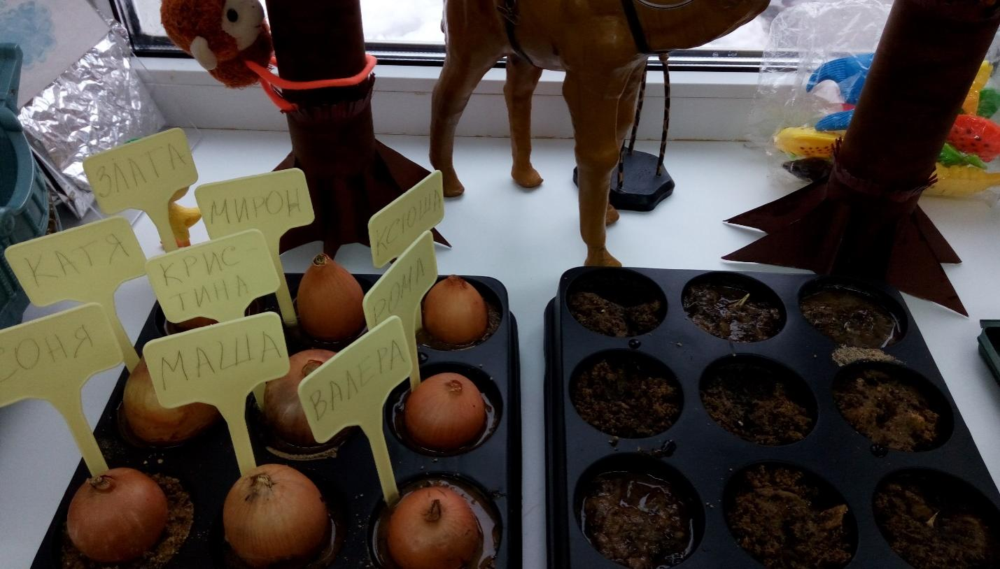 ЗЛАТА
МИРОН
КСЮША
КАТЯ
КРИС
ТИНА
РОМА
СОНЯ
МАША
ВАЛЕРА